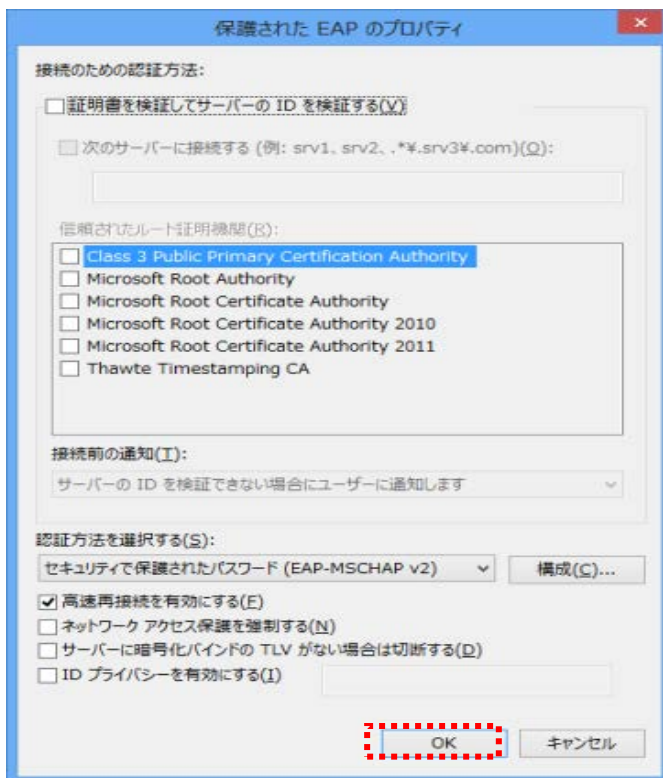 保護された EAP のプロパティ
接続のための認証方法:
証明書を検証してサーバーの ID を検証する(V)
次のサーバーに接続する (例: srv1、srv2、.*¥.srv3¥.com)(O):
信頼されたルート証明機関(R):
Class 3 Public Primary Certification Authority
Microsoft Root Authority
Microsoft Root Certificate Authority
Microsoft Root Certificate Authority 2010
Microsoft Root Certificate Authority 2011
Thawte Timestamping CA
接続前の通知(T):
サーバーの ID を検証できない場合にユーザーに通知します
認証方法を選択する(S):
セキュリティで保護されたパスワード (EAP-MSCHAP v2) 構成(C)...
高速再接続を有効にする(F)
ネットワーク アクセス保護を強制する(N)
サーバーに暗号化バインドの TLV がない場合は切断する(D)
ID プライバシーを有効にする(I)
OK キャンセル